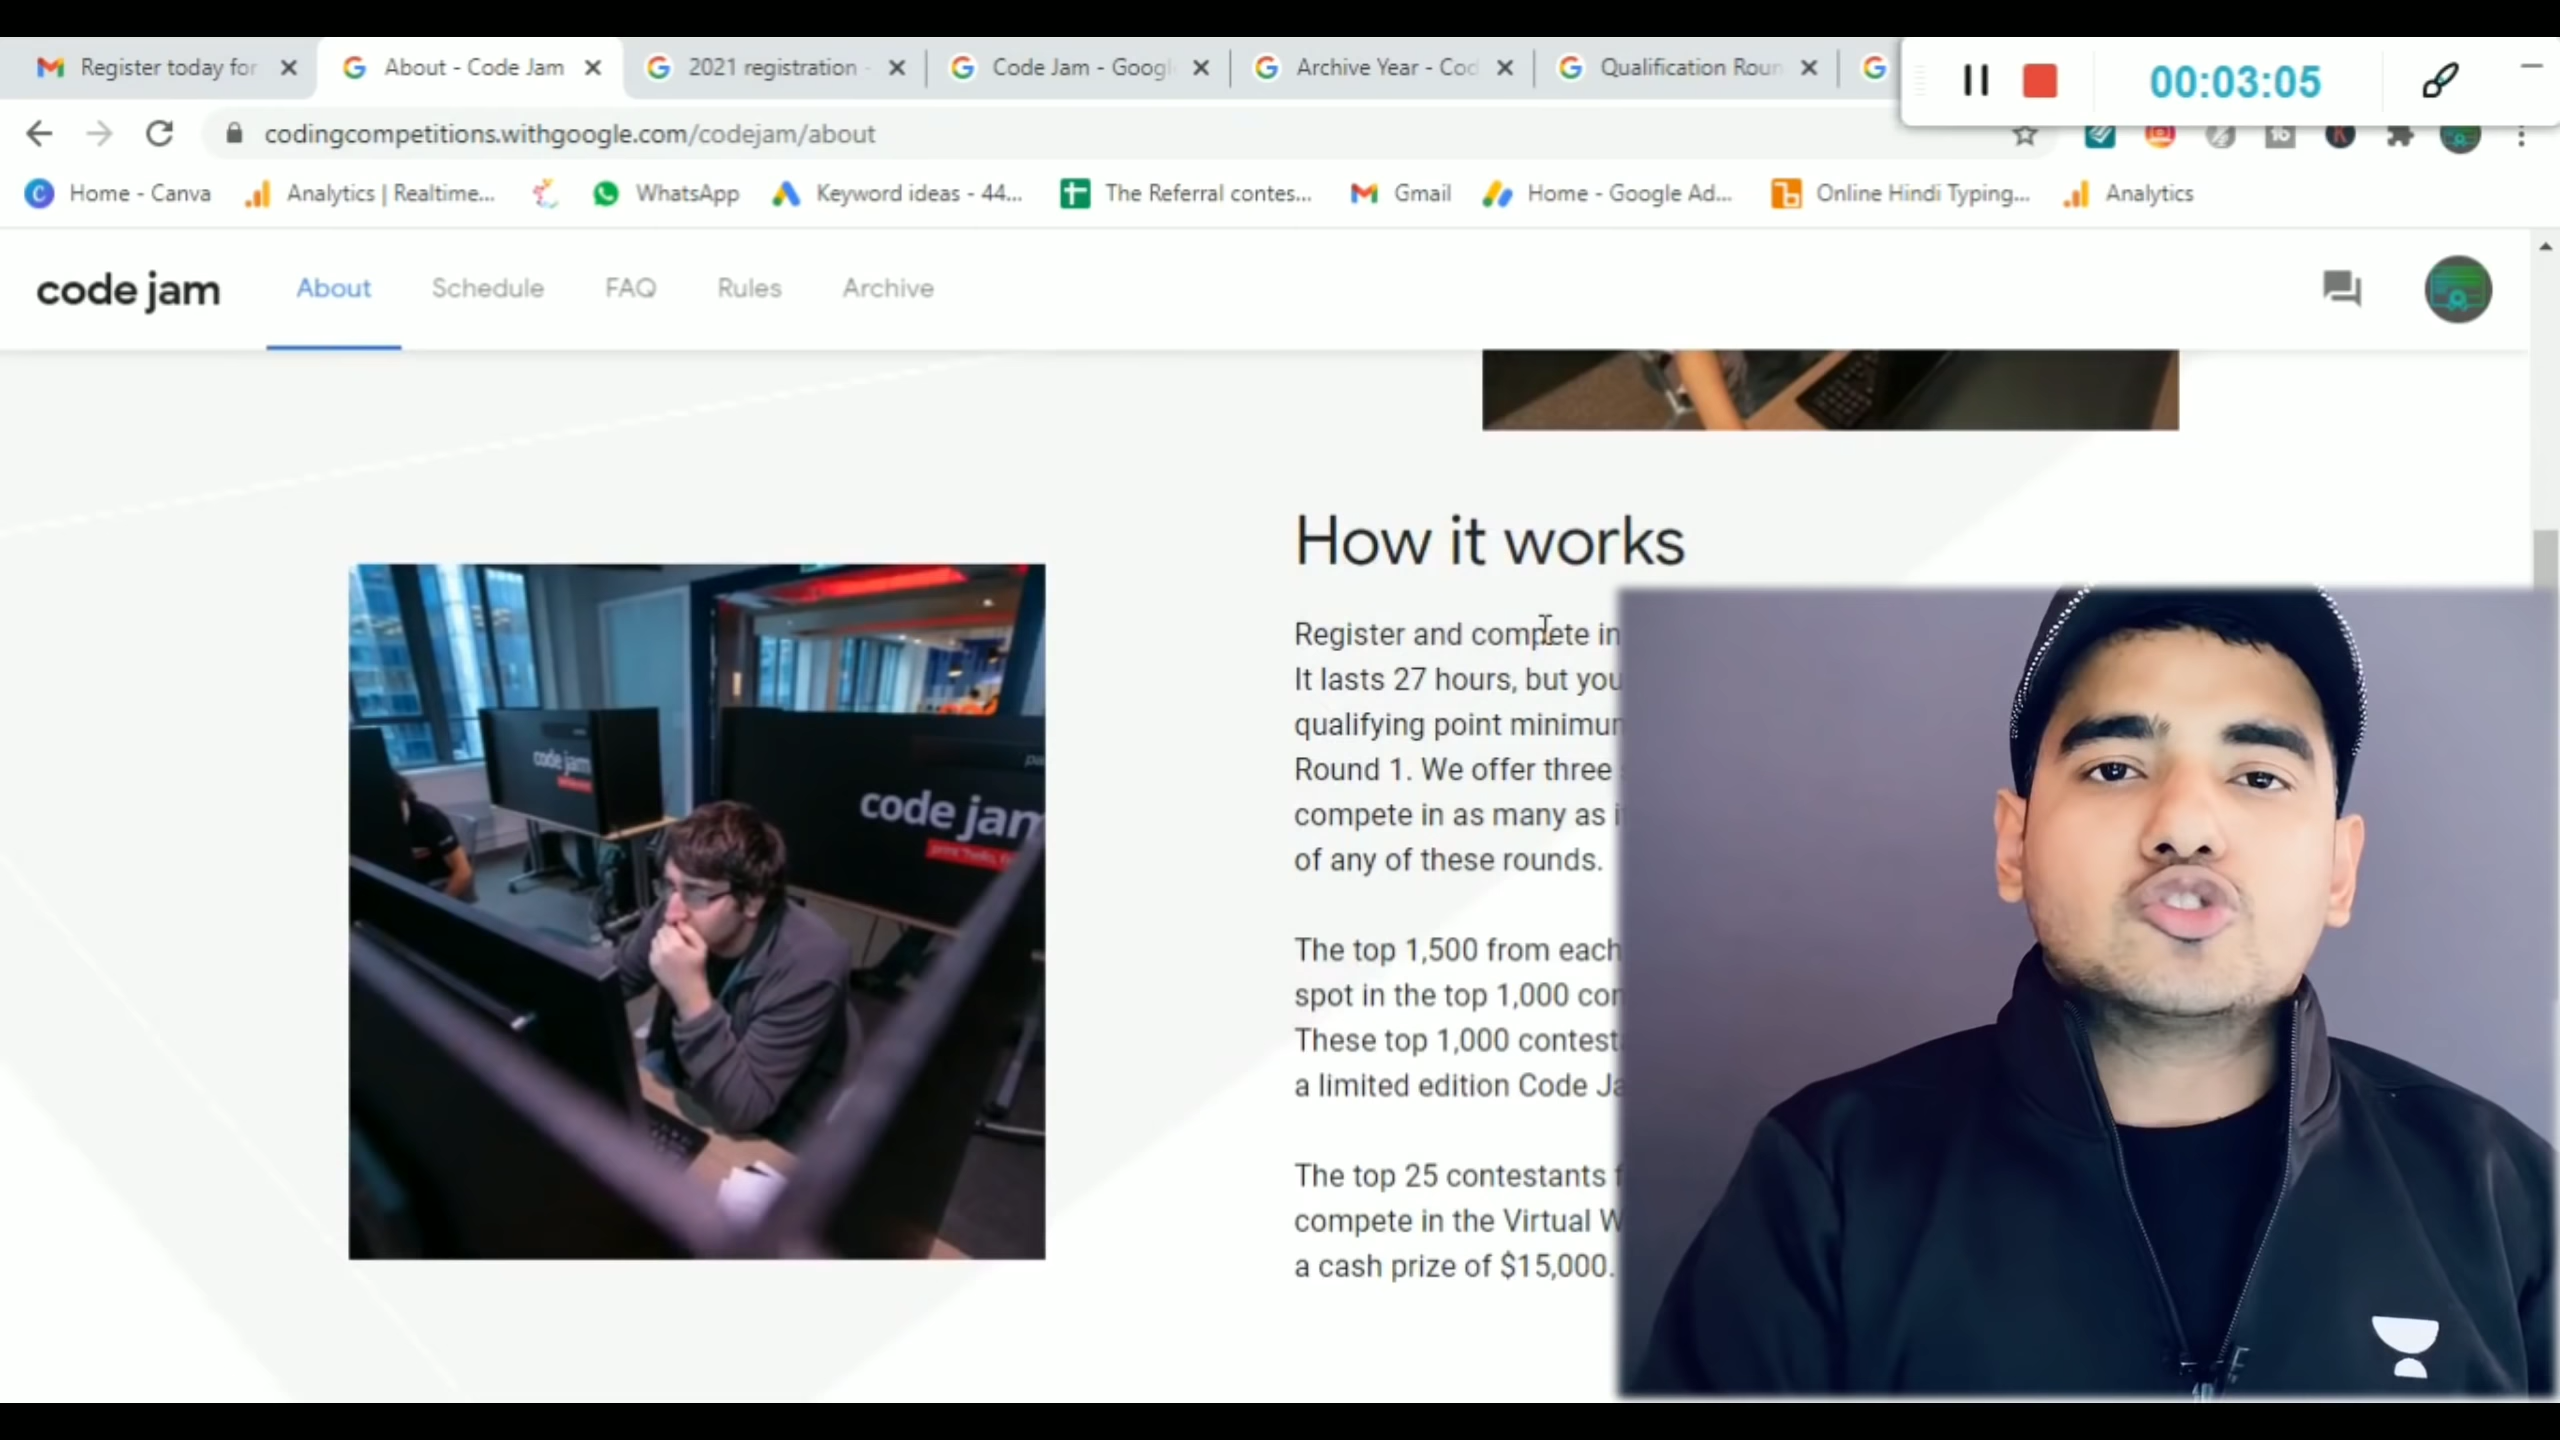 Register today for
About - Code Jam
2021 registration -
Code Jam - Googl
Archive Year - Cod
Qualification Roun
00:03:05
codingcompetitions.withgoogle.com/codejam/about
Home - Canva
Analytics | Realtime...
WhatsApp
Keyword ideas - 44...
The Referral contes...
Gmail
Home - Google Ad...
Online Hindi Typing...
Analytics
code jam
About
Schedule
FAQ
Rules
Archive
How it works
Register and compete in
It lasts 27 hours, but you
qualifying point minimum
Round 1. We offer three
compete in as many as i
of any of these rounds.
The top 1,500 from each
spot in the top 1,000 con
These top 1,000 contest
a limited edition Code Ja
The top 25 contestants f
compete in the Virtual W
a cash prize of $15,000.
code jam
code jam